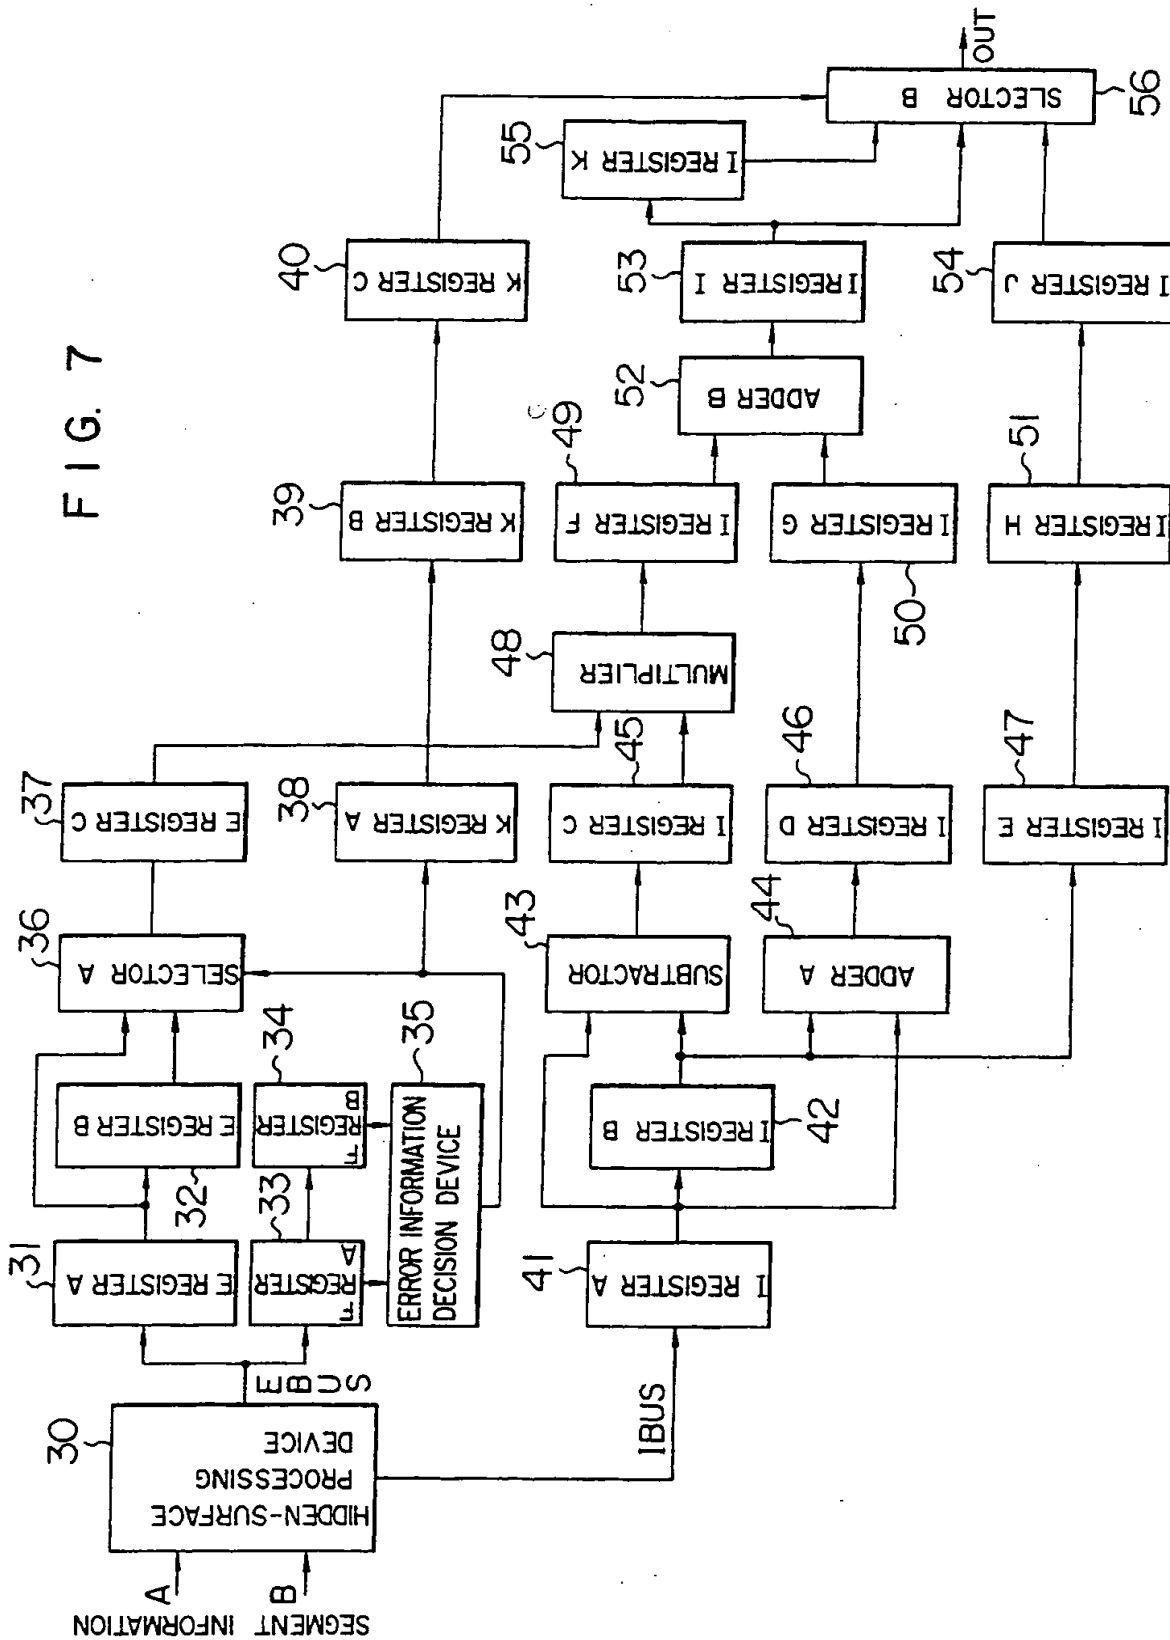 FIG. 7
SEGMENT INFORMATION
A
B
30
HIDDEN-SURFACE
PROCESSING
DEVICE
EBUS
IBUS
31
E REGISTER A
32
E REGISTER B
33
F REGISTER A
34
F REGISTER B
35
ERROR INFORMATION
DECISION DEVICE
36
SELECTOR A
37
E REGISTER C
38
K REGISTER A
39
K REGISTER B
40
K REGISTER C
41
I REGISTER A
42
I REGISTER B
43
SUBTRACTOR
44
ADDER A
45
I REGISTER C
46
I REGISTER D
47
I REGISTER E
48
MULTIPLIER
49
I REGISTER F
50
I REGISTER G
51
I REGISTER H
52
ADDER B
53
I REGISTER I
54
I REGISTER J
55
I REGISTER K
SLECTOR B
56
OUT